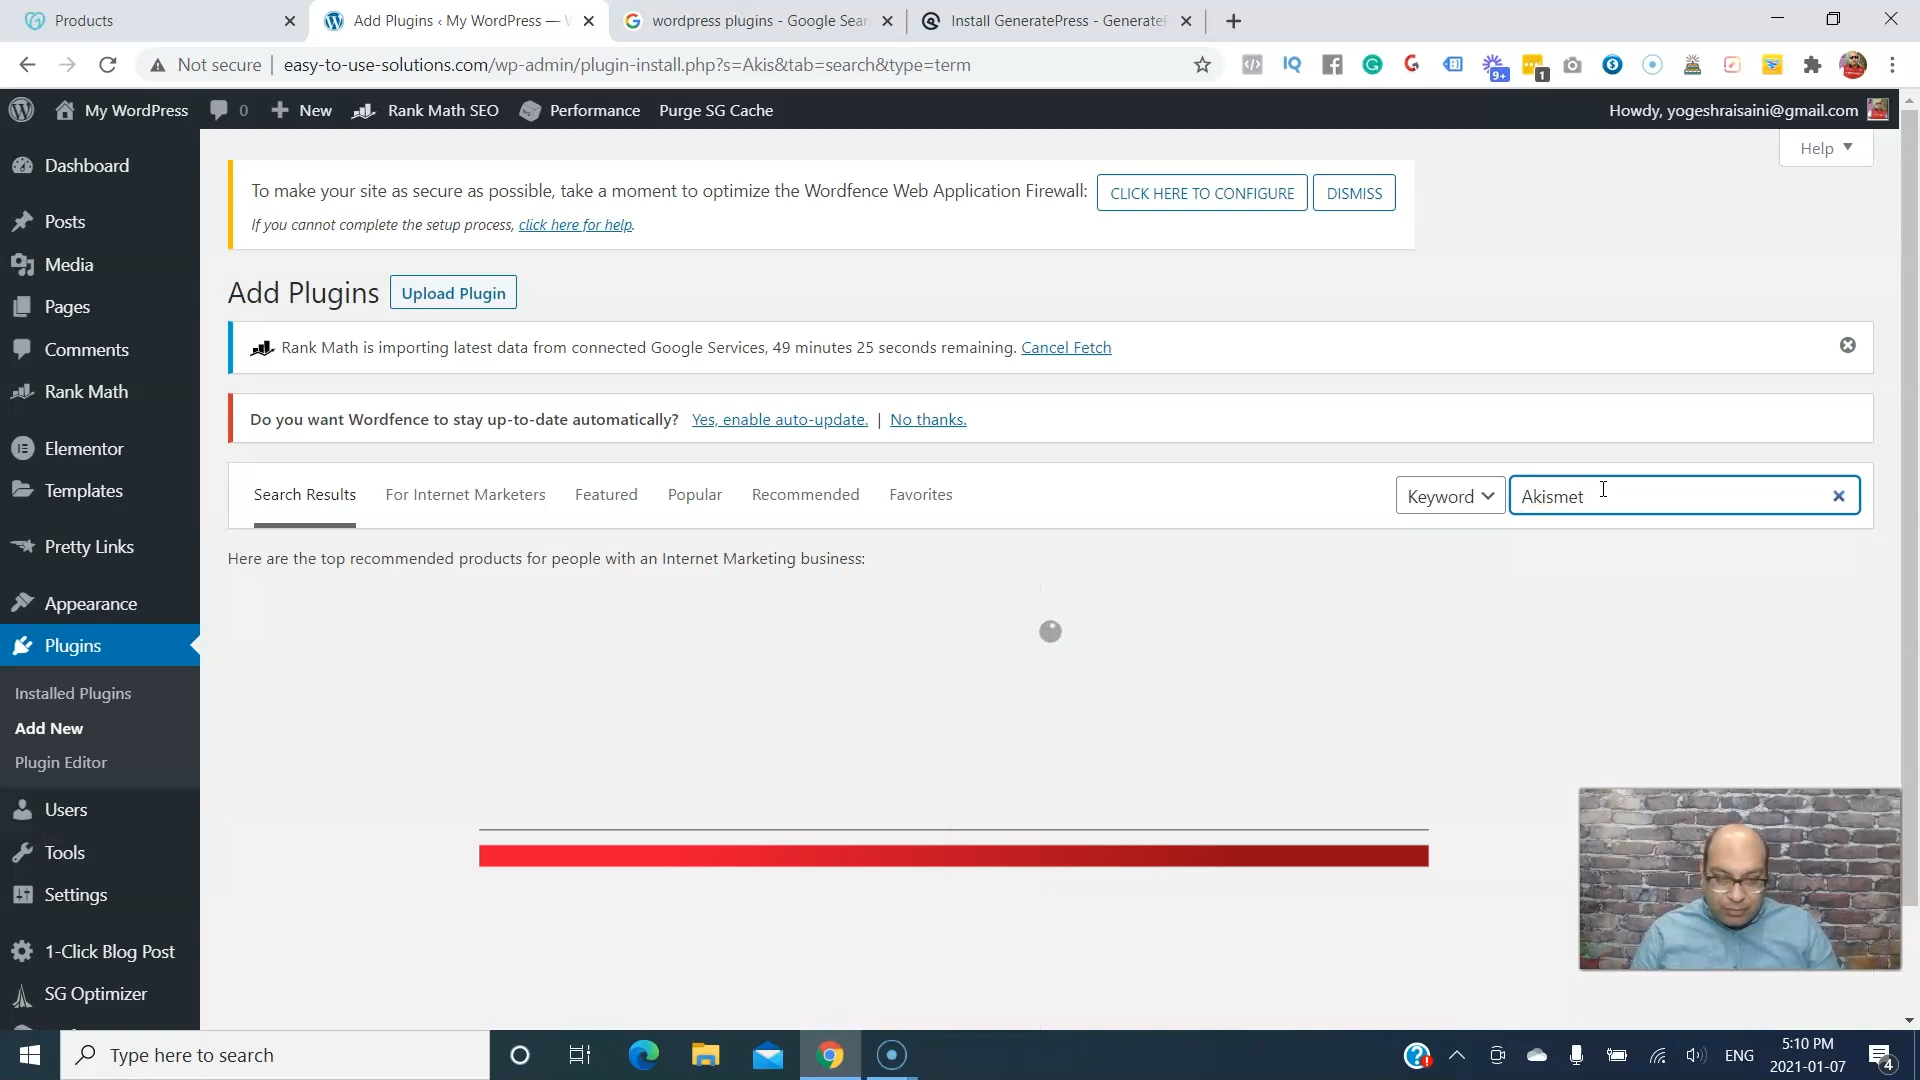 Products
Add Plugins ‹ My WordPress — W
wordpress plugins - Google Sear
Install GeneratePress - GenerateP
Not secure
easy-to-use-solutions.com/wp-admin/plugin-install.php?s=Akis&tab=search&type=term
9+
1
My WordPress
0
New
Rank Math SEO
Performance
Purge SG Cache
Howdy, yogeshraisaini@gmail.com
Help
Dashboard
Posts
Media
Pages
Comments
Rank Math
Elementor
Templates
Pretty Links
Appearance
Plugins
Installed Plugins
Add New
Plugin Editor
Users
Tools
Settings
1-Click Blog Post
SG Optimizer
To make your site as secure as possible, take a moment to optimize the Wordfence Web Application Firewall:
CLICK HERE TO CONFIGURE
DISMISS
If you cannot complete the setup process, click here for help.
Add Plugins
Upload Plugin
Rank Math is importing latest data from connected Google Services, 49 minutes 25 seconds remaining. Cancel Fetch
Do you want Wordfence to stay up-to-date automatically? Yes, enable auto-update. | No thanks.
Search Results
For Internet Marketers
Featured
Popular
Recommended
Favorites
Keyword
Akismet
Here are the top recommended products for people with an Internet Marketing business:
Type here to search
ENG
5:10 PM
2021-01-07
4